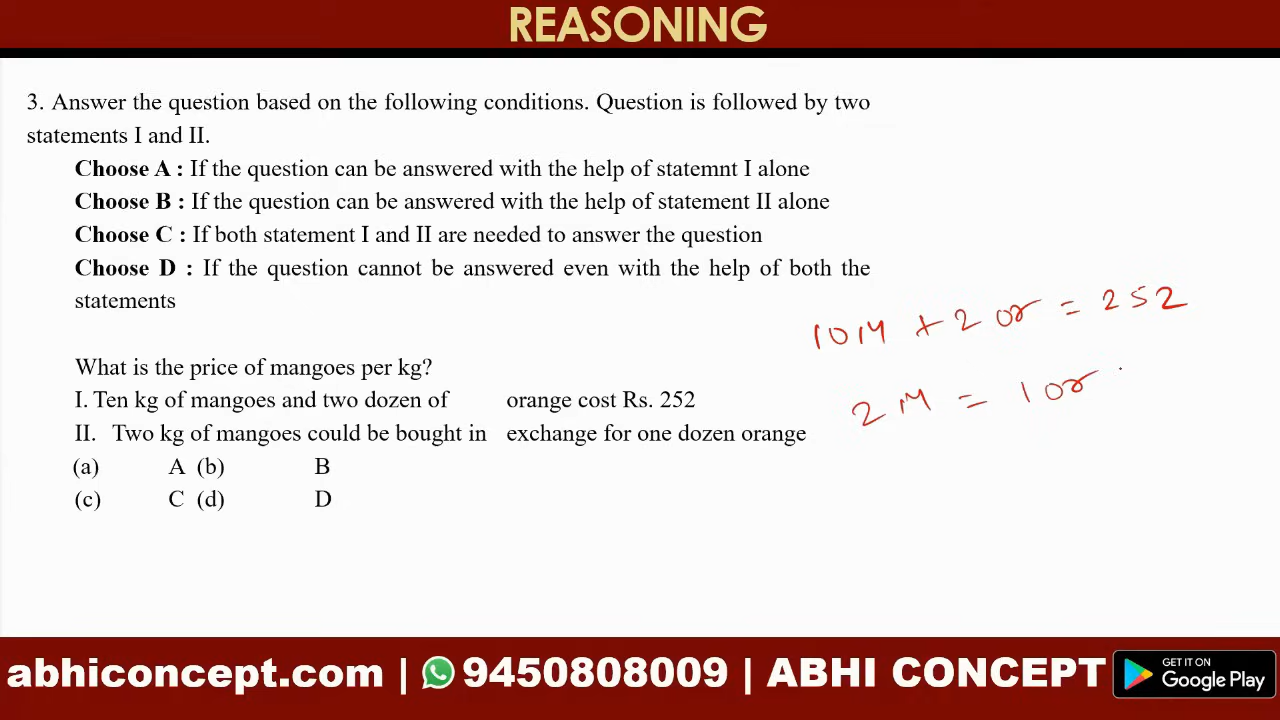 REASONING
3. Answer the question based on the following conditions. Question is followed by two
statements I and II.
Choose A : If the question can be answered with the help of statemnt I alone
Choose B : If the question can be answered with the help of statement II alone
Choose C : If both statement I and II are needed to answer the question
Choose D : If the question cannot be answered even with the help of both the
statements
What is the price of mangoes per kg?
I. Ten kg of mangoes and two dozen of orange cost Rs. 252
II. Two kg of mangoes could be bought in exchange for one dozen orange
(a) A (b) B
(c) C (d) D
10M + 2 or = 252
2 M = 1 or
abhiconcept.com | 9450808009 | ABHI CONCEPT
GET IT ON
Google Play